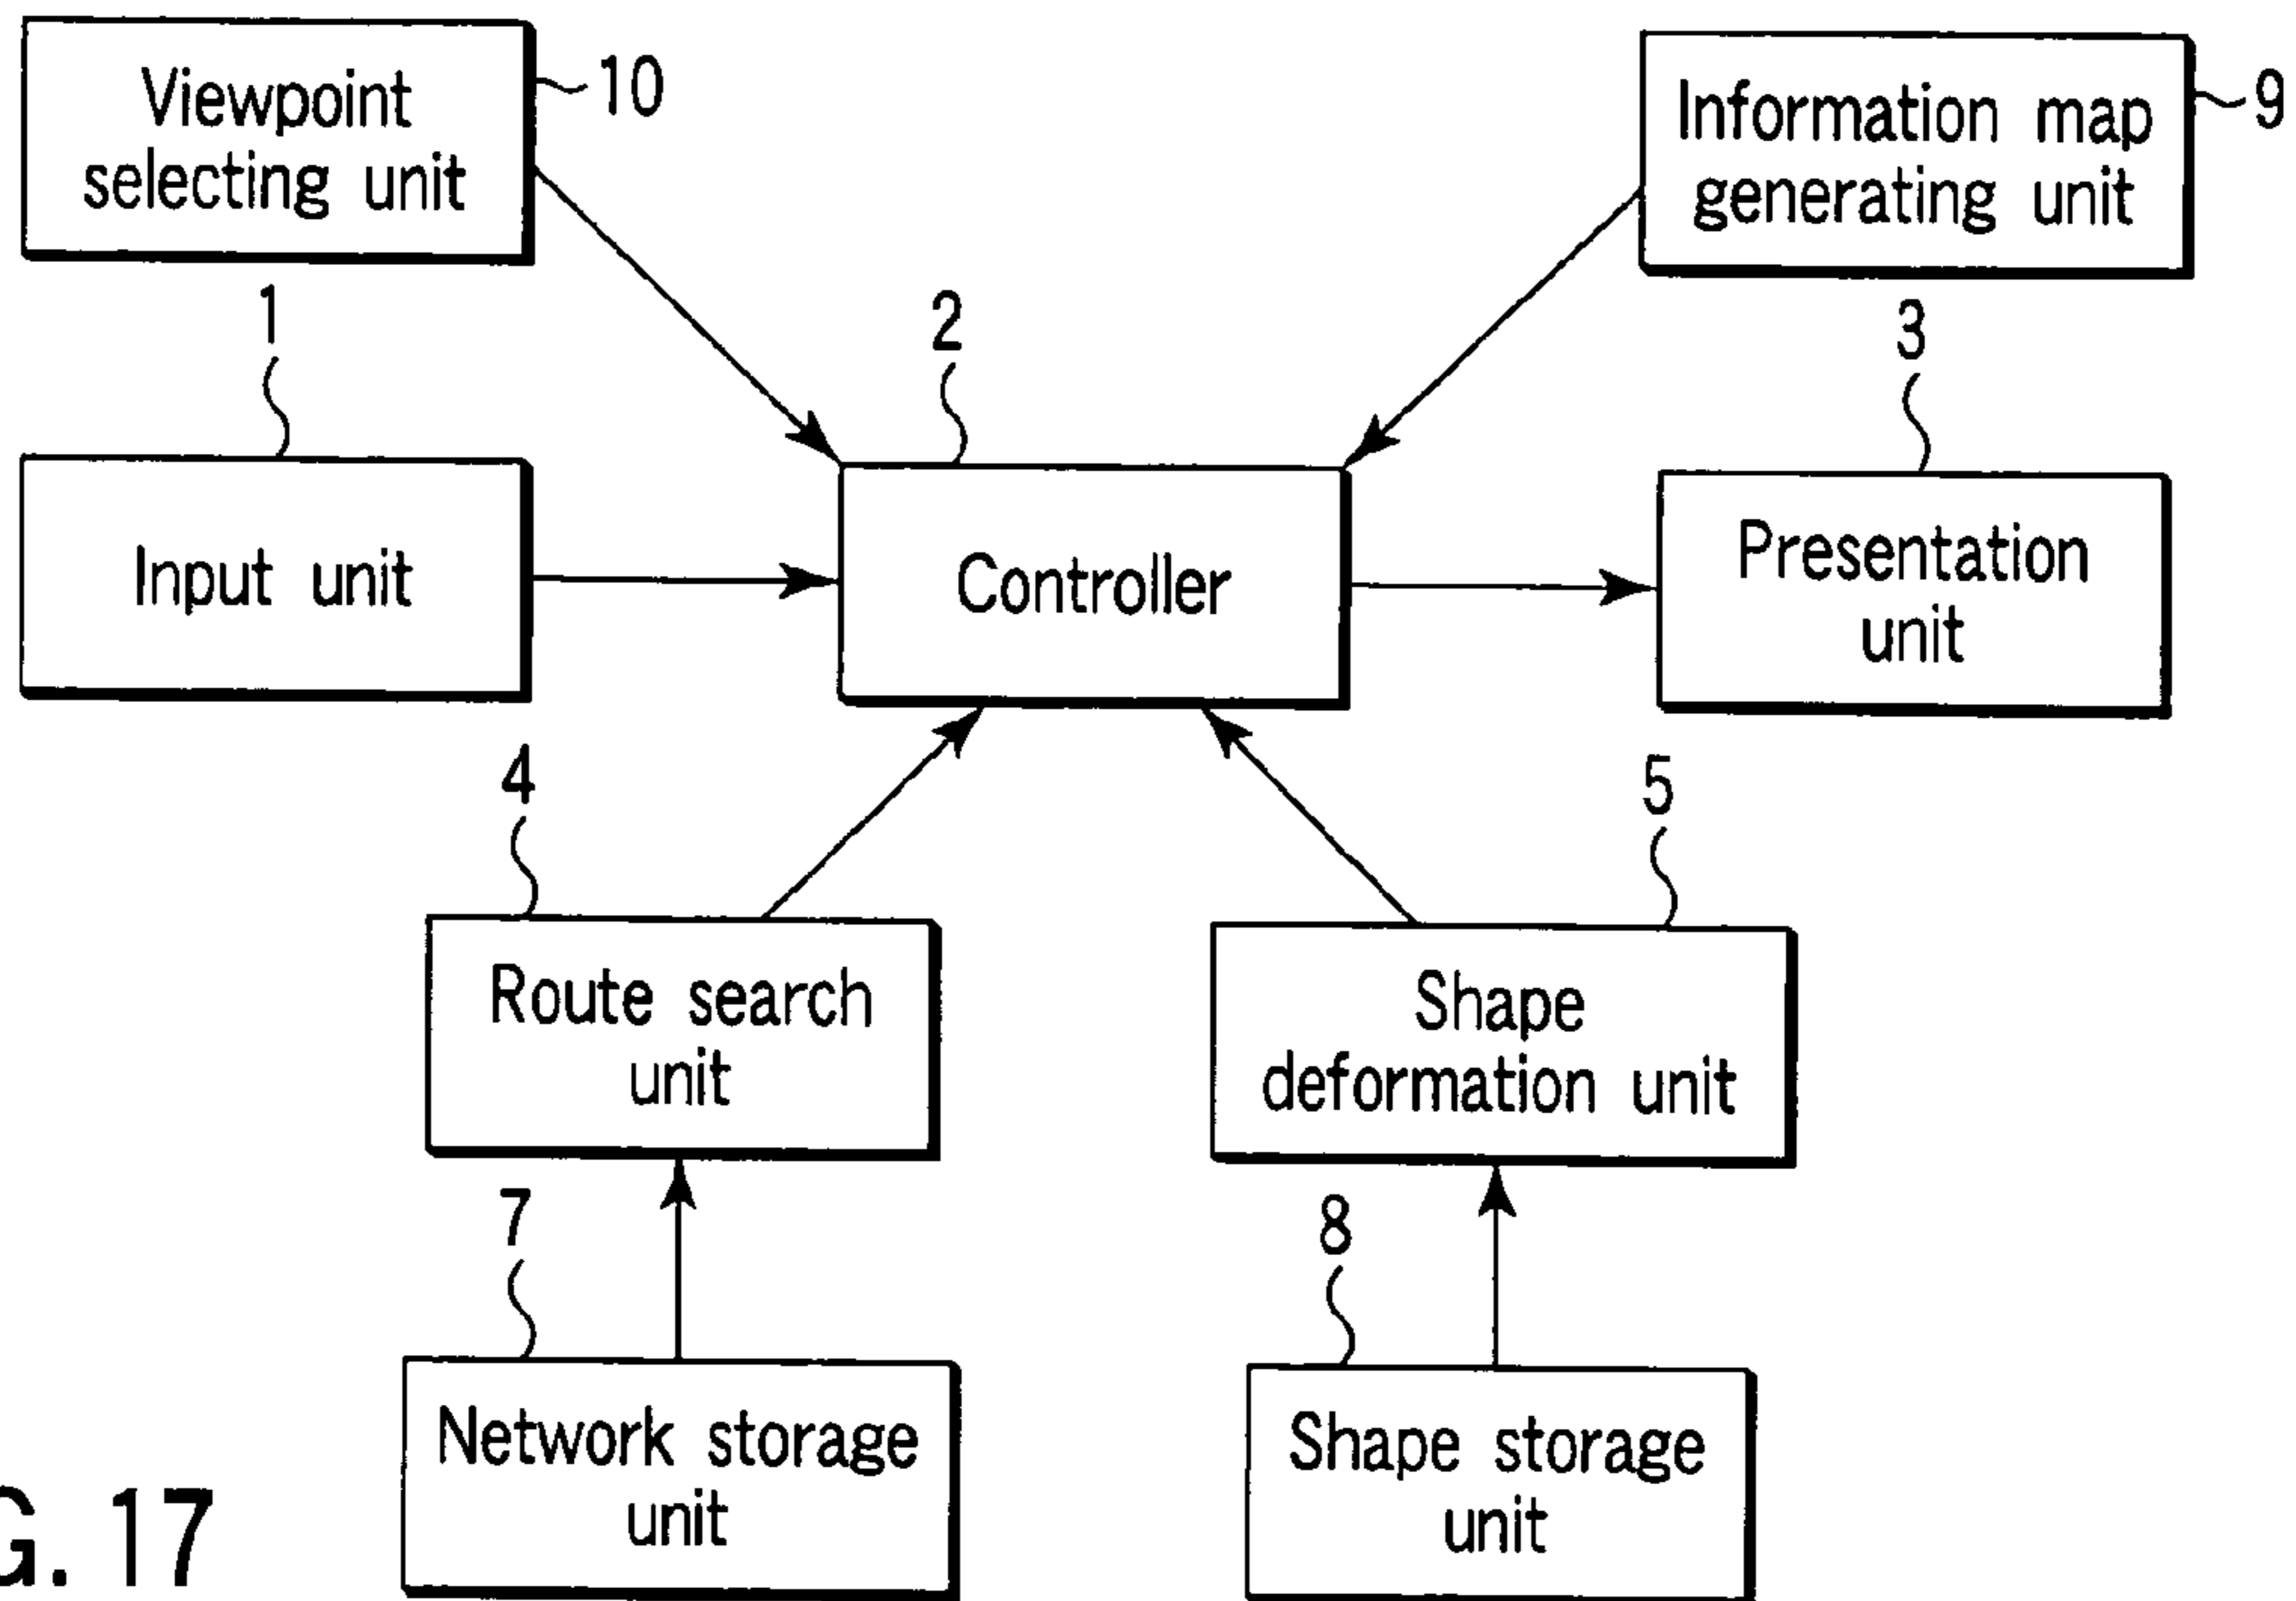 Viewpoint
selecting unit
10
Information map
generating unit
9
1
2
3
Input unit
Controller
Presentation
unit
4
5
Route search
unit
Shape
deformation unit
7
8
Network storage
unit
Shape storage
unit
G. 17